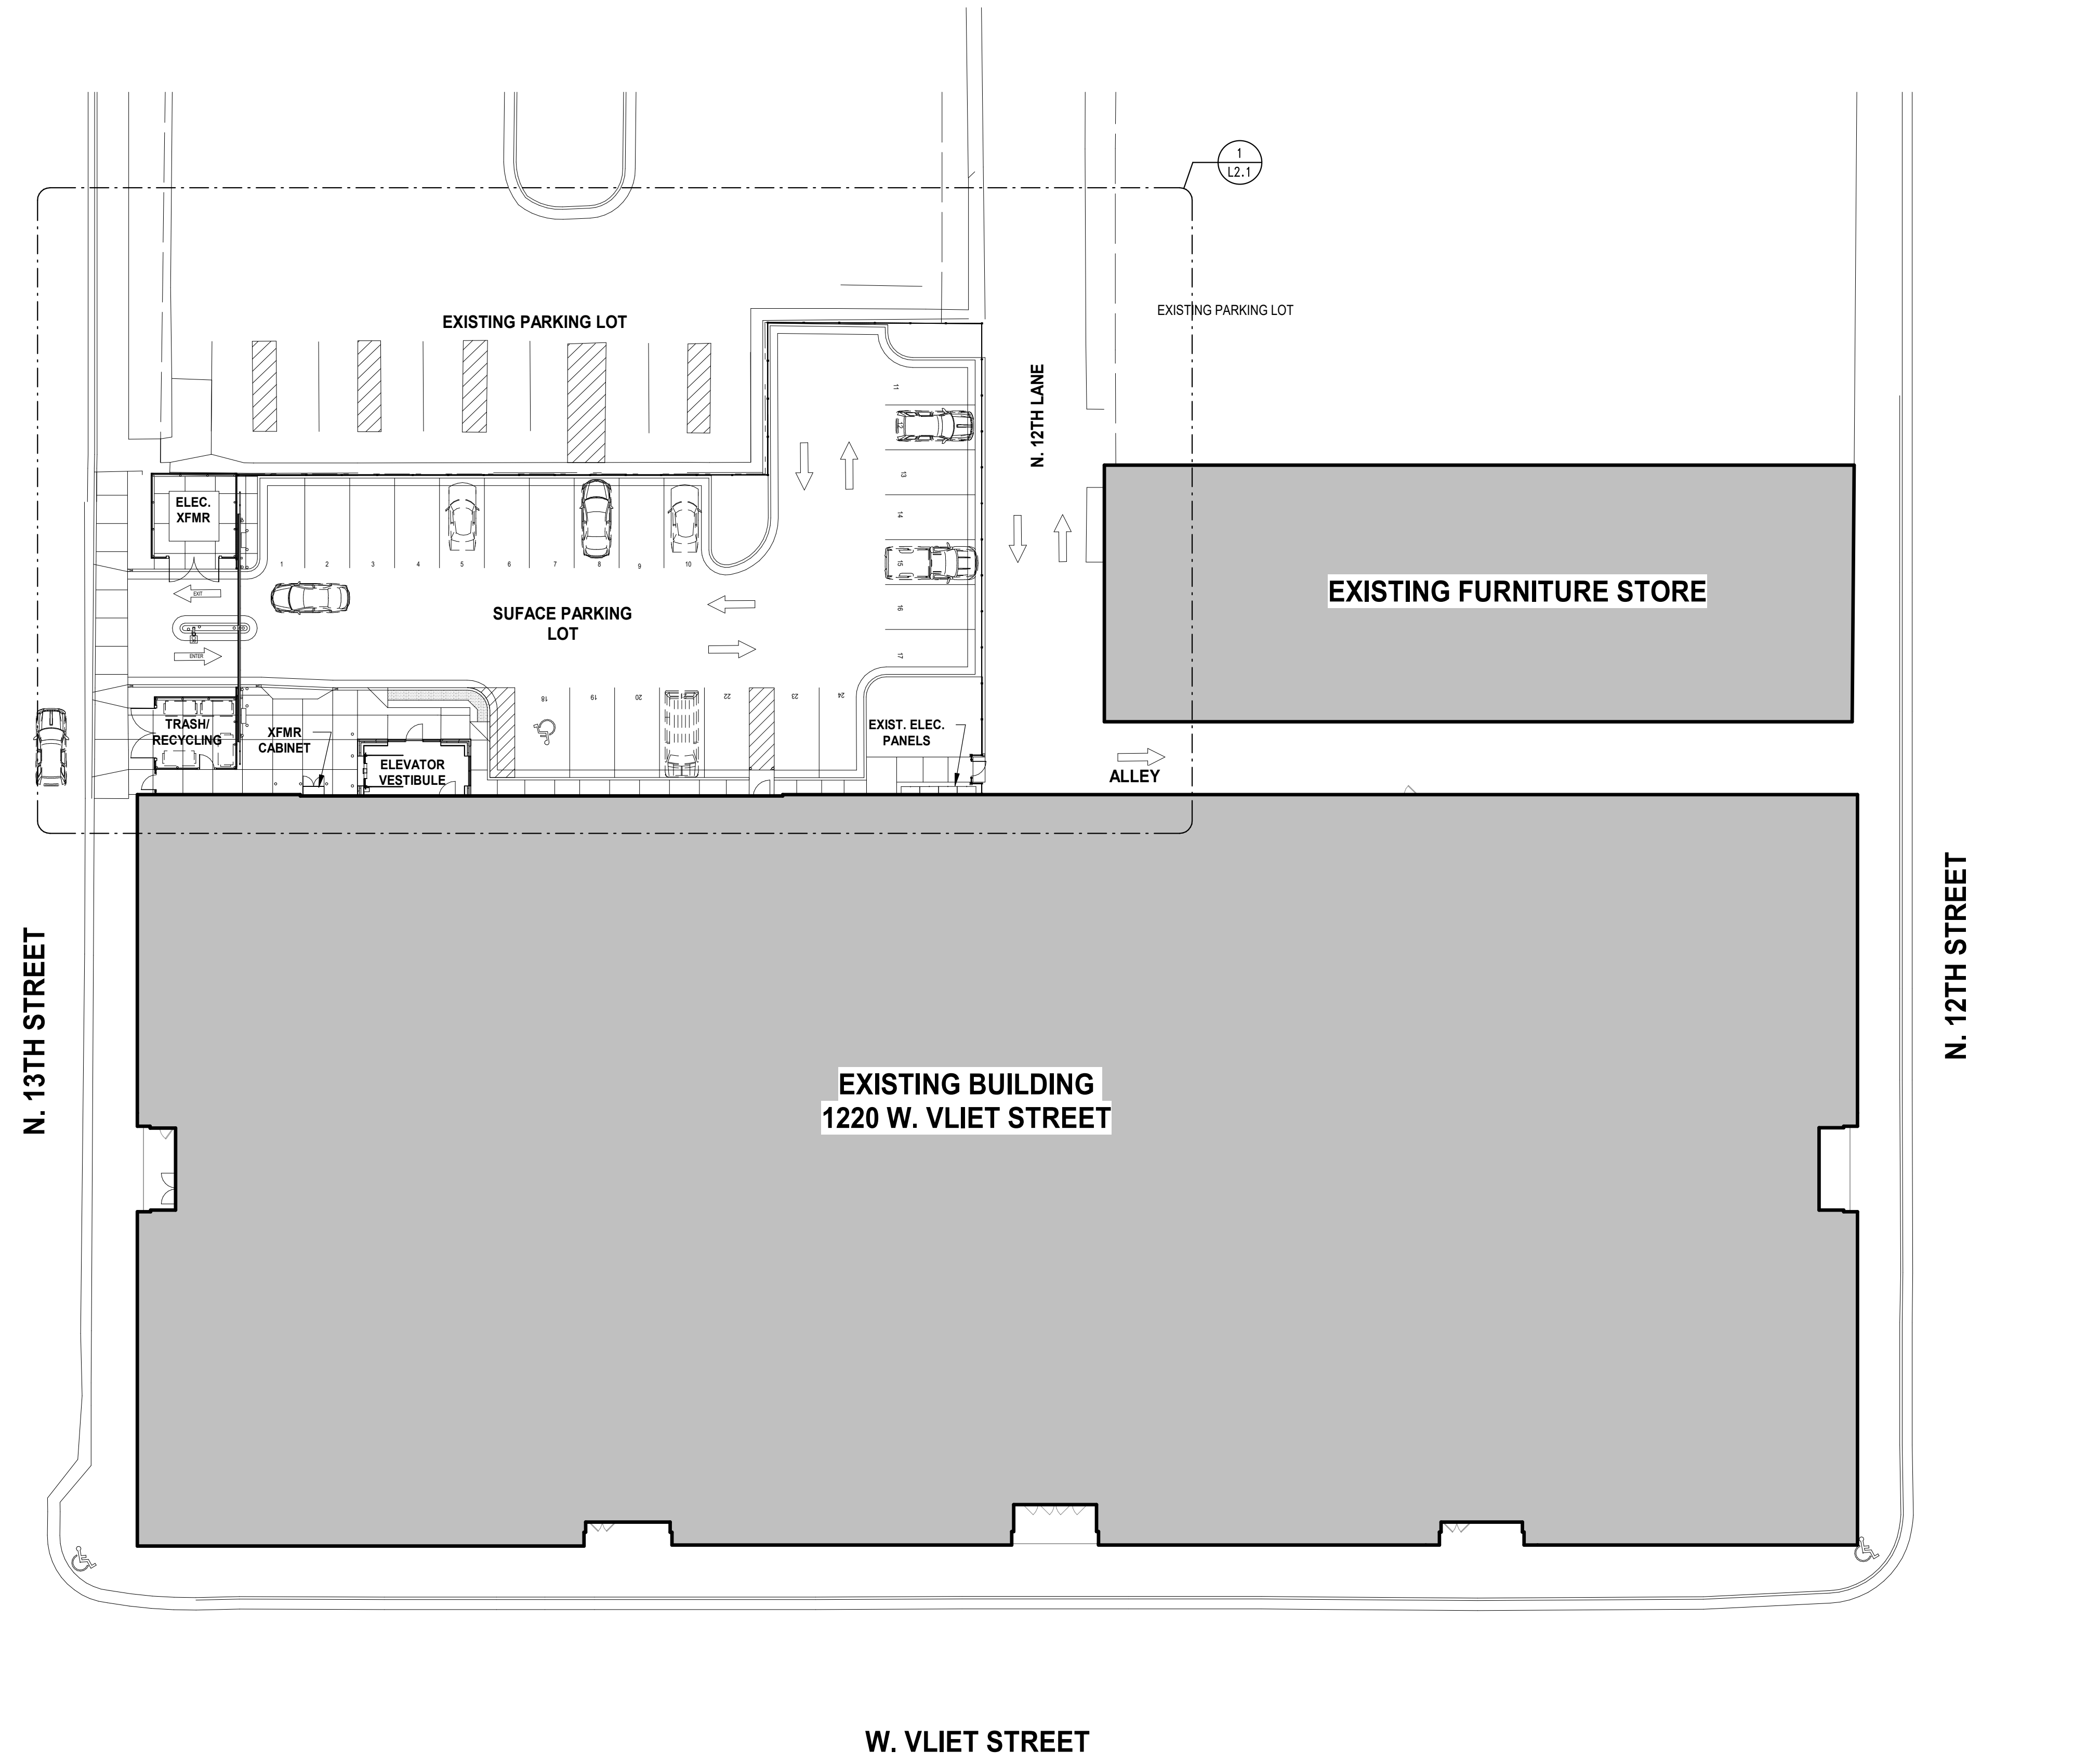 1
L2.1
EXISTING PARKING LOT
EXISTING PARKING LOT
N. 12TH LANE
11
12
13
14
15
16
17
ELEC.
XFMR
1
2
3
4
5
6
7
8
9
10
EXIT
ENTER
SUFACE PARKING
LOT
EXISTING FURNITURE STORE
18
19
20
21
22
23
24
TRASH/
RECYCLING
XFMR
CABINET
ELEVATOR
VESTIBULE
EXIST. ELEC.
PANELS
ALLEY
N. 13TH STREET
N. 12TH STREET
EXISTING BUILDING
1220 W. VLIET STREET
W. VLIET STREET